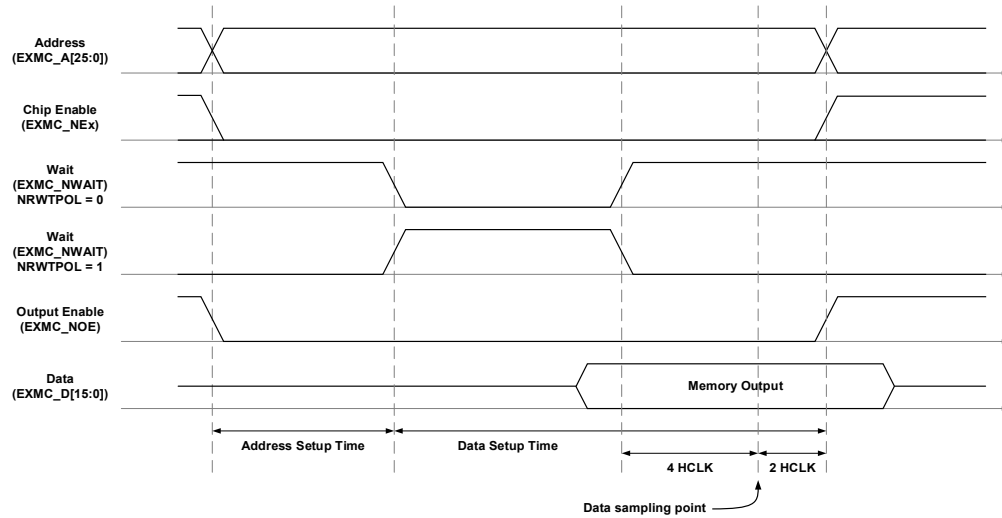 Address
(EXMC_A[25:0])
Chip Enable
(EXMC_NEx)
Wait
(EXMC_NWAIT)
NRWTPOL = 0
Wait
(EXMC_NWAIT)
NRWTPOL = 1
Output Enable
(EXMC_NOE)
Data
(EXMC_D[15:0])
Memory Output
Address Setup Time
Data Setup Time
4 HCLK
2 HCLK
Data sampling point